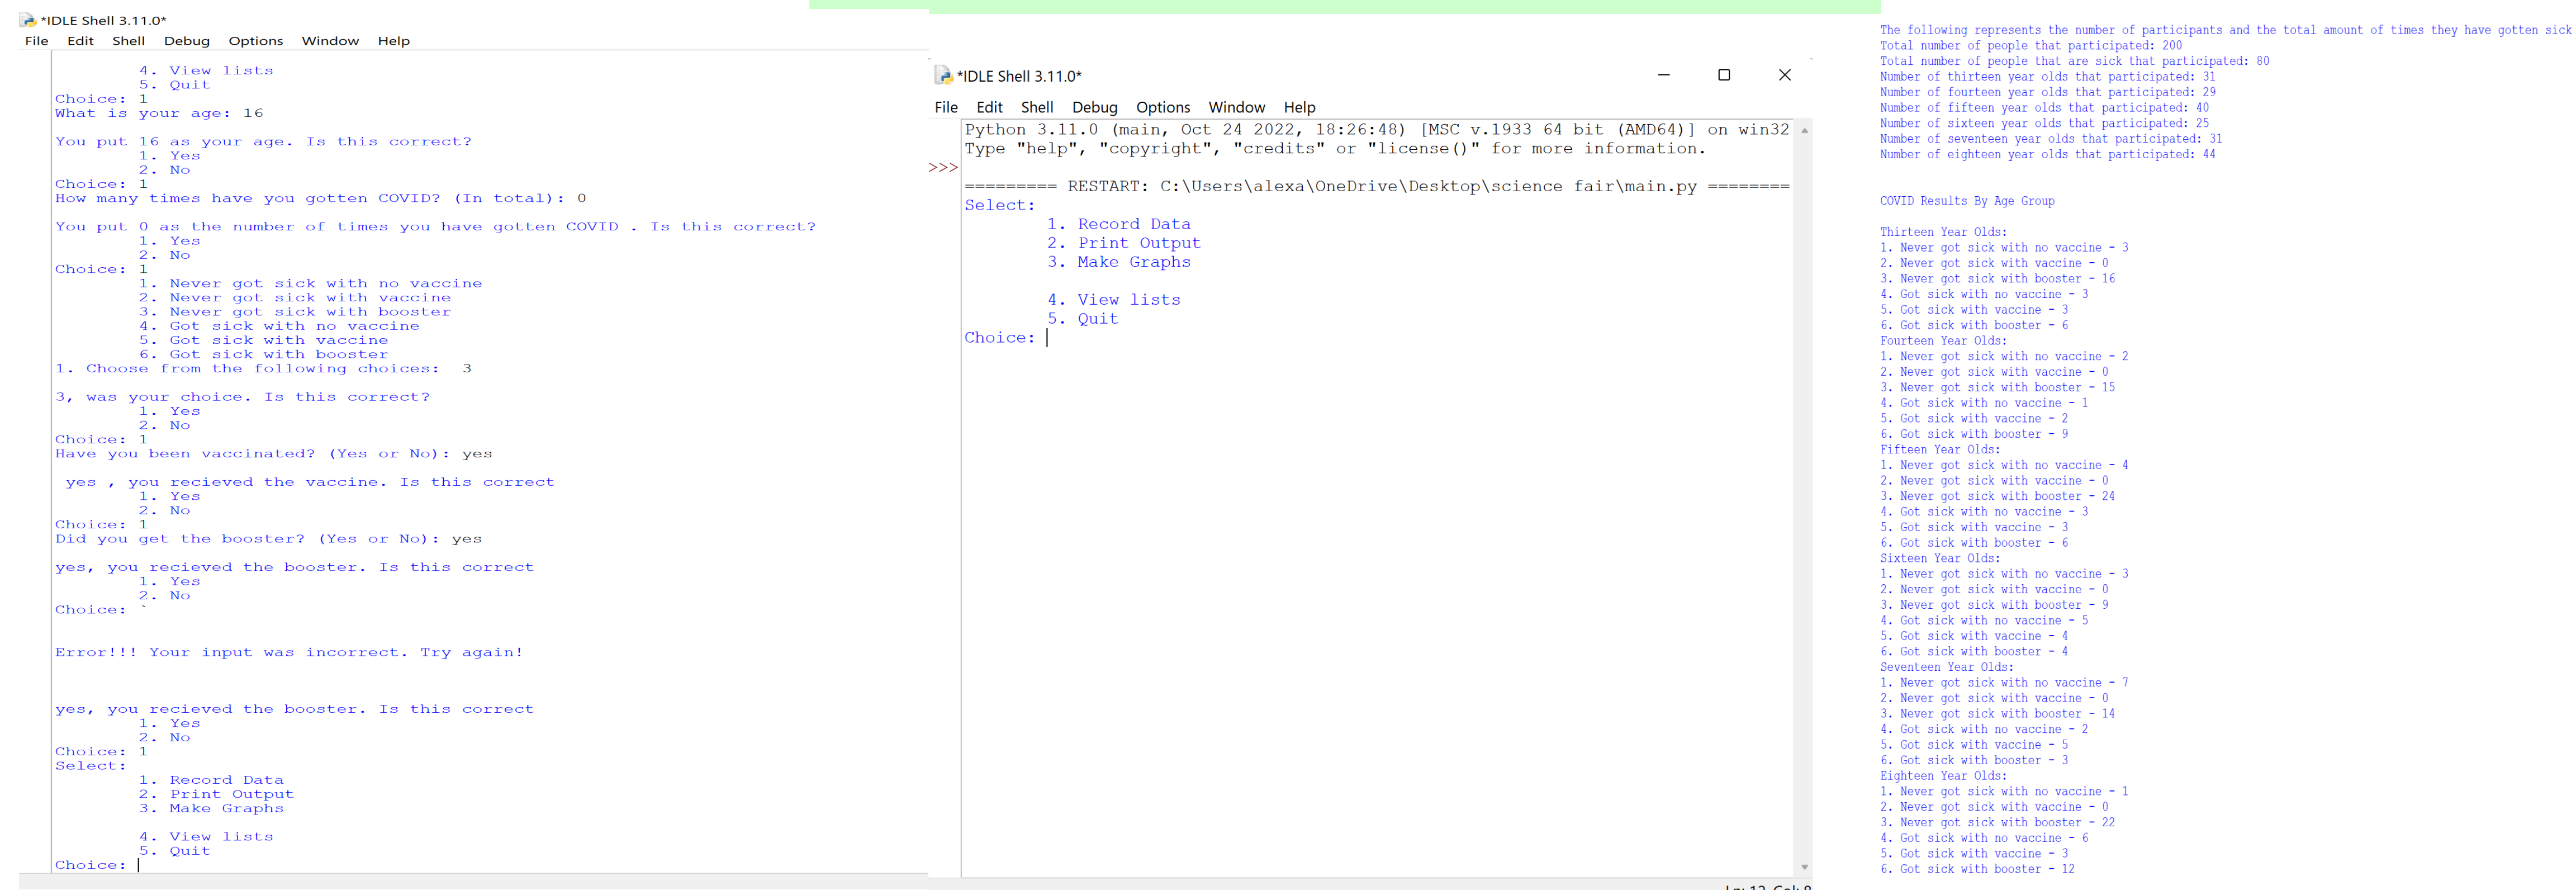 *IDLE Shell 3.11.0*
File Edit Shell Debug Options Window Help
4. View lists
5. Quit
Choice: 1
What is your age: 16
You put 16 as your age. Is this correct?
1. Yes
2. No
Choice: 1
How many times have you gotten COVID? (In total): 0
You put 0 as the number of times you have gotten COVID . Is this correct?
1. Yes
2. No
Choice: 1
1. Never got sick with no vaccine
2. Never got sick with vaccine
3. Never got sick with booster
4. Got sick with no vaccine
5. Got sick with vaccine
6. Got sick with booster
1. Choose from the following choices: 3
3, was your choice. Is this correct?
1. Yes
2. No
Choice: 1
Have you been vaccinated? (Yes or No): yes
yes , you recieved the vaccine. Is this correct
1. Yes
2. No
Choice: 1
Did you get the booster? (Yes or No): yes
yes, you recieved the booster. Is this correct
1. Yes
2. No
Choice: `
Error!!! Your input was incorrect. Try again!
yes, you recieved the booster. Is this correct
1. Yes
2. No
Choice: 1
Select:
1. Record Data
2. Print Output
3. Make Graphs
4. View lists
5. Quit
Choice:
*IDLE Shell 3.11.0*
File Edit Shell Debug Options Window Help
Python 3.11.0 (main, Oct 24 2022, 18:26:48) [MSC v.1933 64 bit (AMD64)] on win32
Type "help", "copyright", "credits" or "license()" for more information.
>>>
========= RESTART: C:\Users\alexa\OneDrive\Desktop\science fair\main.py ========
Select:
1. Record Data
2. Print Output
3. Make Graphs
4. View lists
5. Quit
Choice:
The following represents the number of participants and the total amount of times they have gotten sick
Total number of people that participated: 200
Total number of people that are sick that participated: 80
Number of thirteen year olds that participated: 31
Number of fourteen year olds that participated: 29
Number of fifteen year olds that participated: 40
Number of sixteen year olds that participated: 25
Number of seventeen year olds that participated: 31
Number of eighteen year olds that participated: 44
COVID Results By Age Group
Thirteen Year Olds:
1. Never got sick with no vaccine - 3
2. Never got sick with vaccine - 0
3. Never got sick with booster - 16
4. Got sick with no vaccine - 3
5. Got sick with vaccine - 3
6. Got sick with booster - 6
Fourteen Year Olds:
1. Never got sick with no vaccine - 2
2. Never got sick with vaccine - 0
3. Never got sick with booster - 15
4. Got sick with no vaccine - 1
5. Got sick with vaccine - 2
6. Got sick with booster - 9
Fifteen Year Olds:
1. Never got sick with no vaccine - 4
2. Never got sick with vaccine - 0
3. Never got sick with booster - 24
4. Got sick with no vaccine - 3
5. Got sick with vaccine - 3
6. Got sick with booster - 6
Sixteen Year Olds:
1. Never got sick with no vaccine - 3
2. Never got sick with vaccine - 0
3. Never got sick with booster - 9
4. Got sick with no vaccine - 5
5. Got sick with vaccine - 4
6. Got sick with booster - 4
Seventeen Year Olds:
1. Never got sick with no vaccine - 7
2. Never got sick with vaccine - 0
3. Never got sick with booster - 14
4. Got sick with no vaccine - 2
5. Got sick with vaccine - 5
6. Got sick with booster - 3
Eighteen Year Olds:
1. Never got sick with no vaccine - 1
2. Never got sick with vaccine - 0
3. Never got sick with booster - 22
4. Got sick with no vaccine - 6
5. Got sick with vaccine - 3
6. Got sick with booster - 12